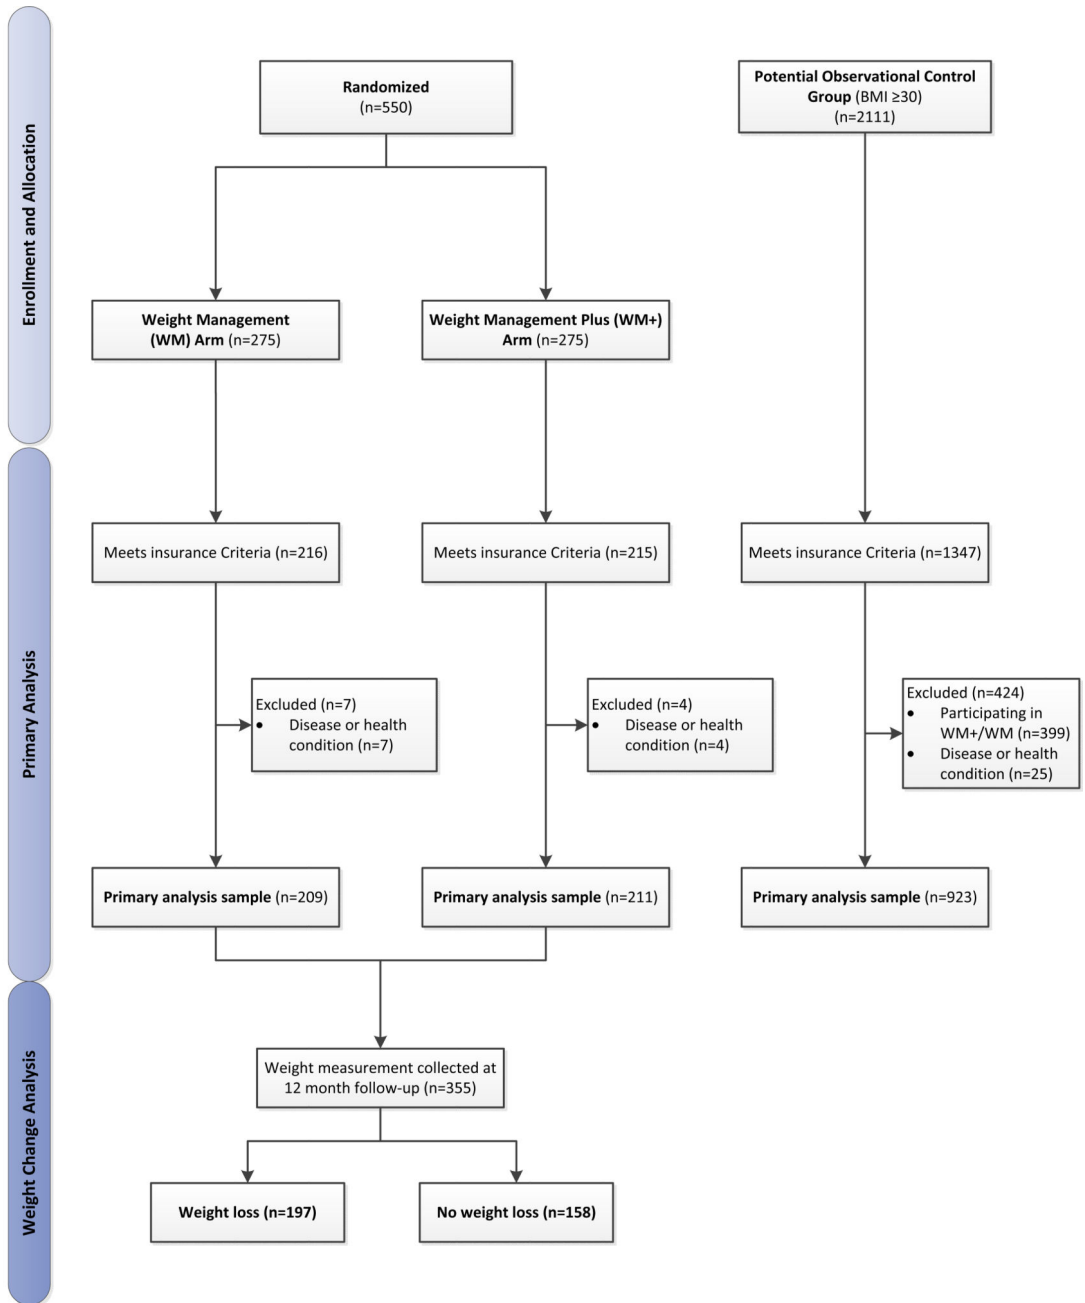 Enrollment and Allocation
Randomized
(n=550)
Potential Observational Control
Group (BMI ≥30)
(n=2111)
Weight Management
(WM) Arm (n=275)
Weight Management Plus (WM+)
Arm (n=275)
Primary Analysis
Meets insurance Criteria (n=216)
Meets insurance Criteria (n=215)
Meets insurance Criteria (n=1347)
Excluded (n=7)
• Disease or health
condition (n=7)
Excluded (n=4)
• Disease or health
condition (n=4)
Excluded (n=424)
• Participating in
WM+/WM (n=399)
• Disease or health
condition (n=25)
Primary analysis sample (n=209)
Primary analysis sample (n=211)
Primary analysis sample (n=923)
Weight Change Analysis
Weight measurement collected at
12 month follow-up (n=355)
Weight loss (n=197)
No weight loss (n=158)